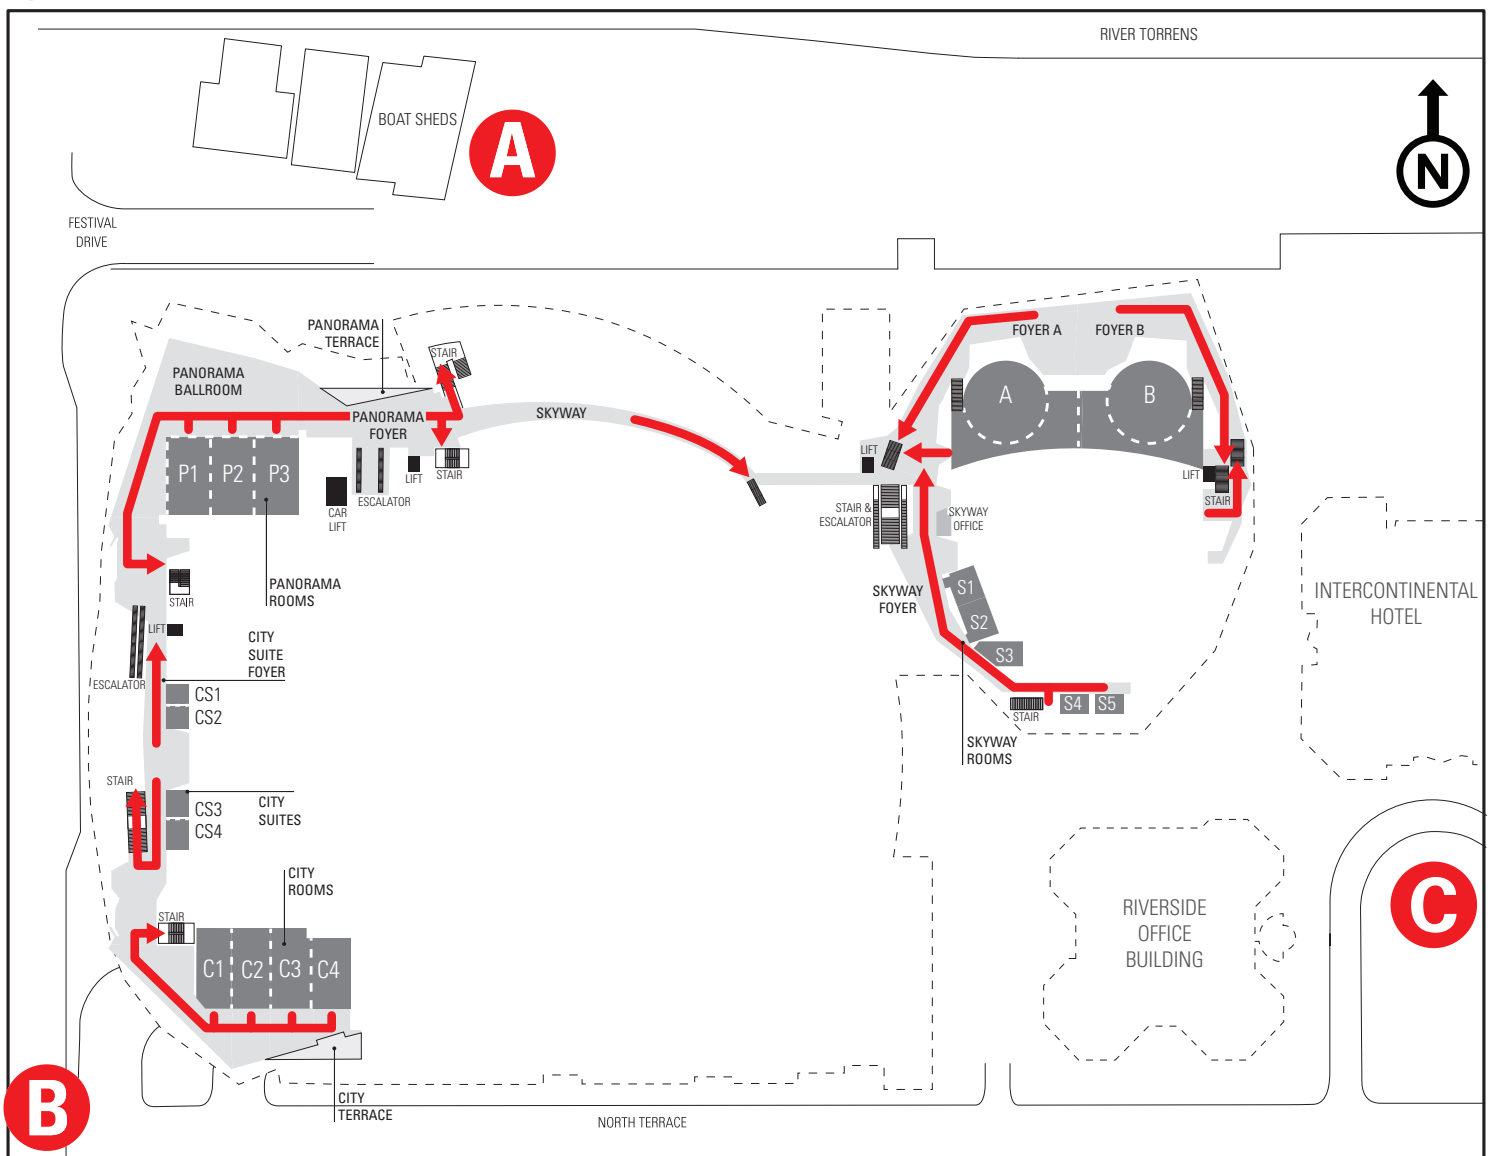 RIVER TORRENS
BOAT SHEDS
A
N
FESTIVAL
DRIVE
PANORAMA
TERRACE
STAIR
FOYER A
FOYER B
PANORAMA
BALLROOM
A
B
PANORAMA
FOYER
SKYWAY
P1
P2
P3
LIFT
STAIR
ESCALATOR
CAR
LIFT
LIFT
STAIR &
ESCALATOR
SKYWAY
OFFICE
LIFT
STAIR
PANORAMA
ROOMS
STAIR
LIFT
ESCALATOR
CITY
SUITE
FOYER
CS1
CS2
SKYWAY
FOYER
S1
S2
S3
S4
S5
STAIR
SKYWAY
ROOMS
INTERCONTINENTAL
HOTEL
STAIR
CS3
CS4
CITY
SUITES
CITY
ROOMS
STAIR
C1
C2
C3
C4
RIVERSIDE
OFFICE
BUILDING
C
B
CITY
TERRACE
NORTH TERRACE